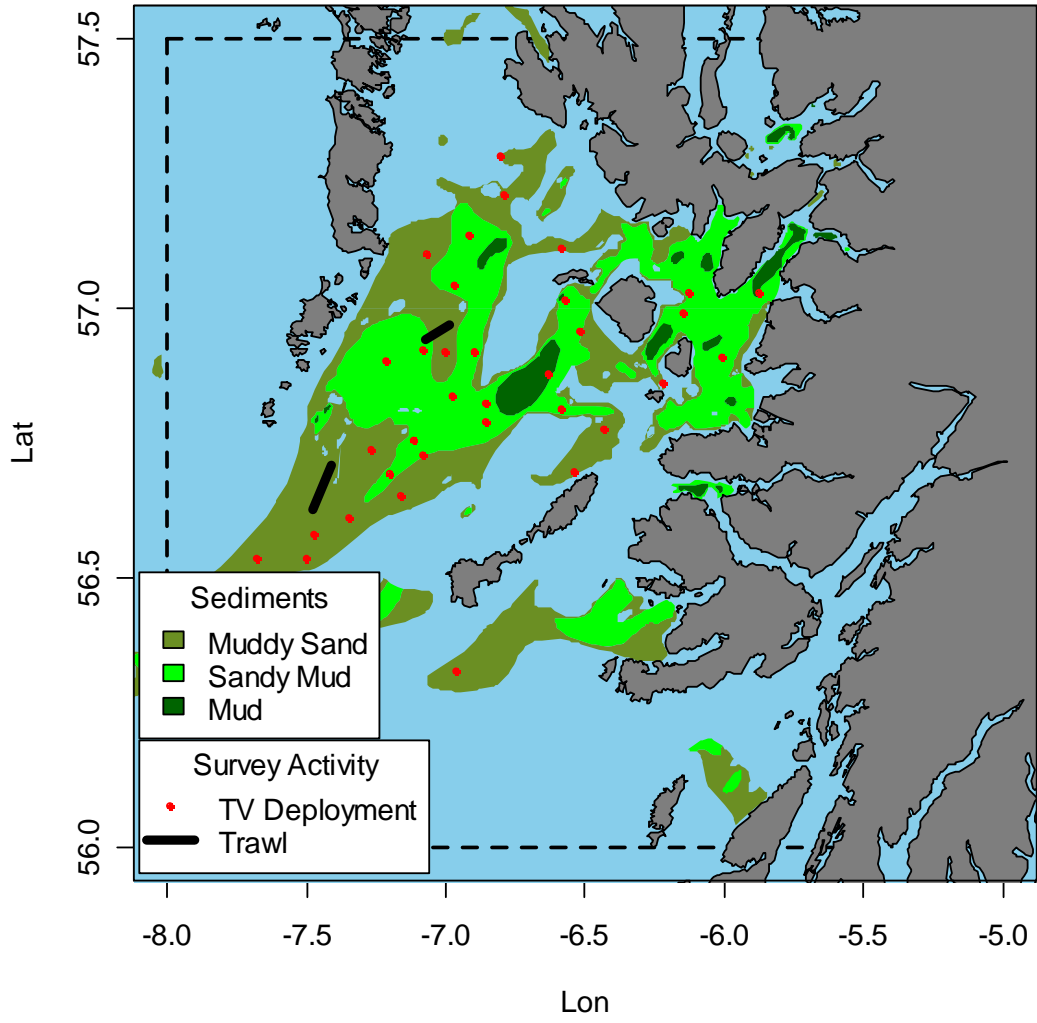 57.5
57.0
56.5
56.0
Lat
Sediments
Muddy Sand
Sandy Mud
Mud
Survey Activity
TV Deployment
Trawl
-8.0 -7.5 -7.0 -6.5 -6.0 -5.5 -5.0
Lon